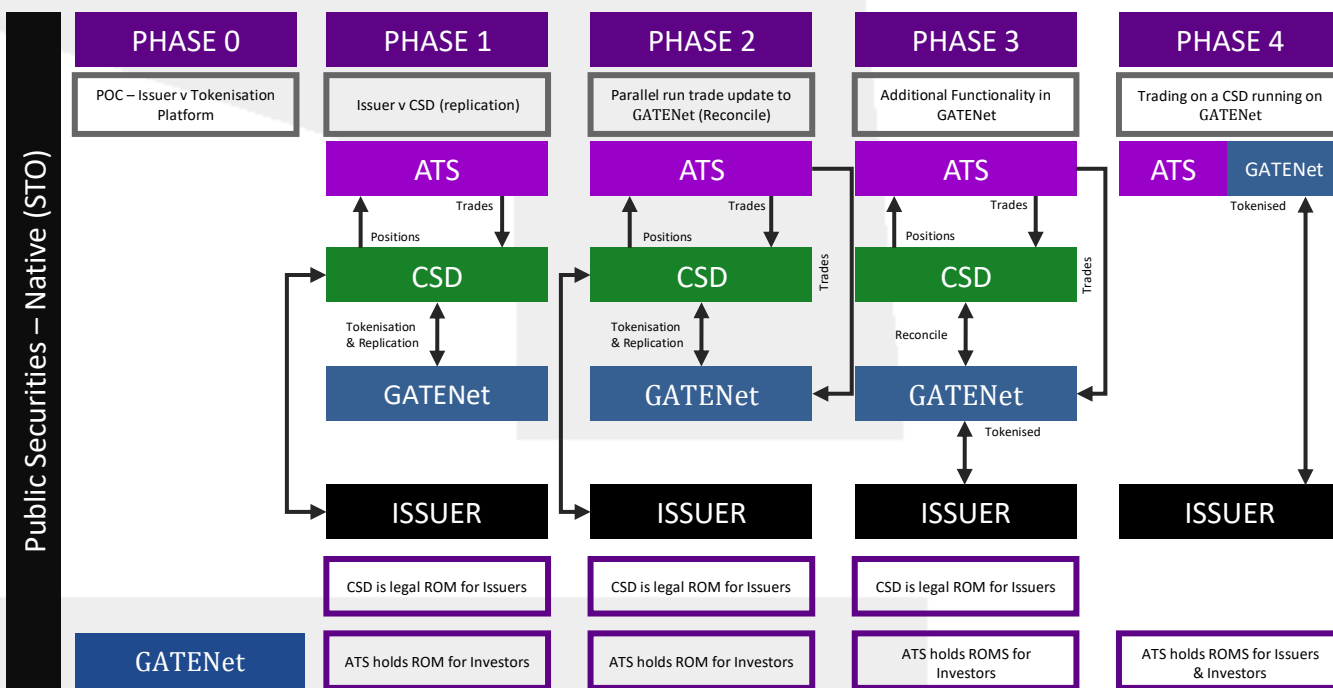 Public Securities – Native (STO)
PHASE 0
PHASE 1
PHASE 2
PHASE 3
PHASE 4
POC – Issuer v Tokenisation
Platform
Issuer v CSD (replication)
Parallel run trade update to
GATENet (Reconcile)
Additional Functionality in
GATENet
Trading on a CSD running on
GATENet
ATS
Trades
Positions
CSD
Tokenisation
& Replication
GATENet
ISSUER
CSD is legal ROM for Issuers
ATS holds ROM for Investors
ATS
Trades
Positions
Trades
CSD
Tokenisation
& Replication
GATENet
ISSUER
CSD is legal ROM for Issuers
ATS holds ROM for Investors
ATS
Trades
Positions
Trades
CSD
Reconcile
GATENet
Tokenised
ISSUER
CSD is legal ROM for Issuers
ATS holds ROMS for
Investors
ATS
GATENet
Tokenised
ISSUER
ATS holds ROMS for Issuers
& Investors
GATENet